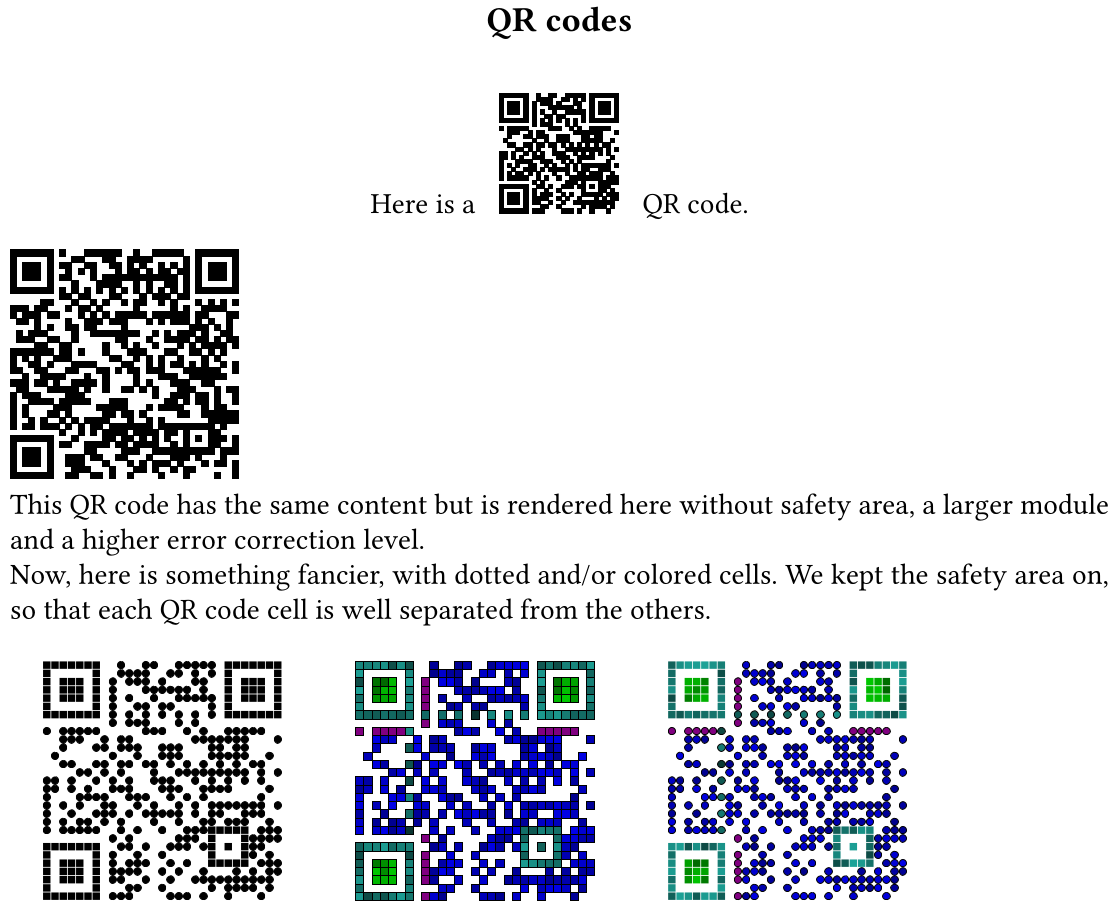 QR codes
Here is a QR code.
This QR code has the same content but is rendered here without safety area, a larger module
and a higher error correction level.
Now, here is something fancier, with dotted and/or colored cells. We kept the safety area on,
so that each QR code cell is well separated from the others.